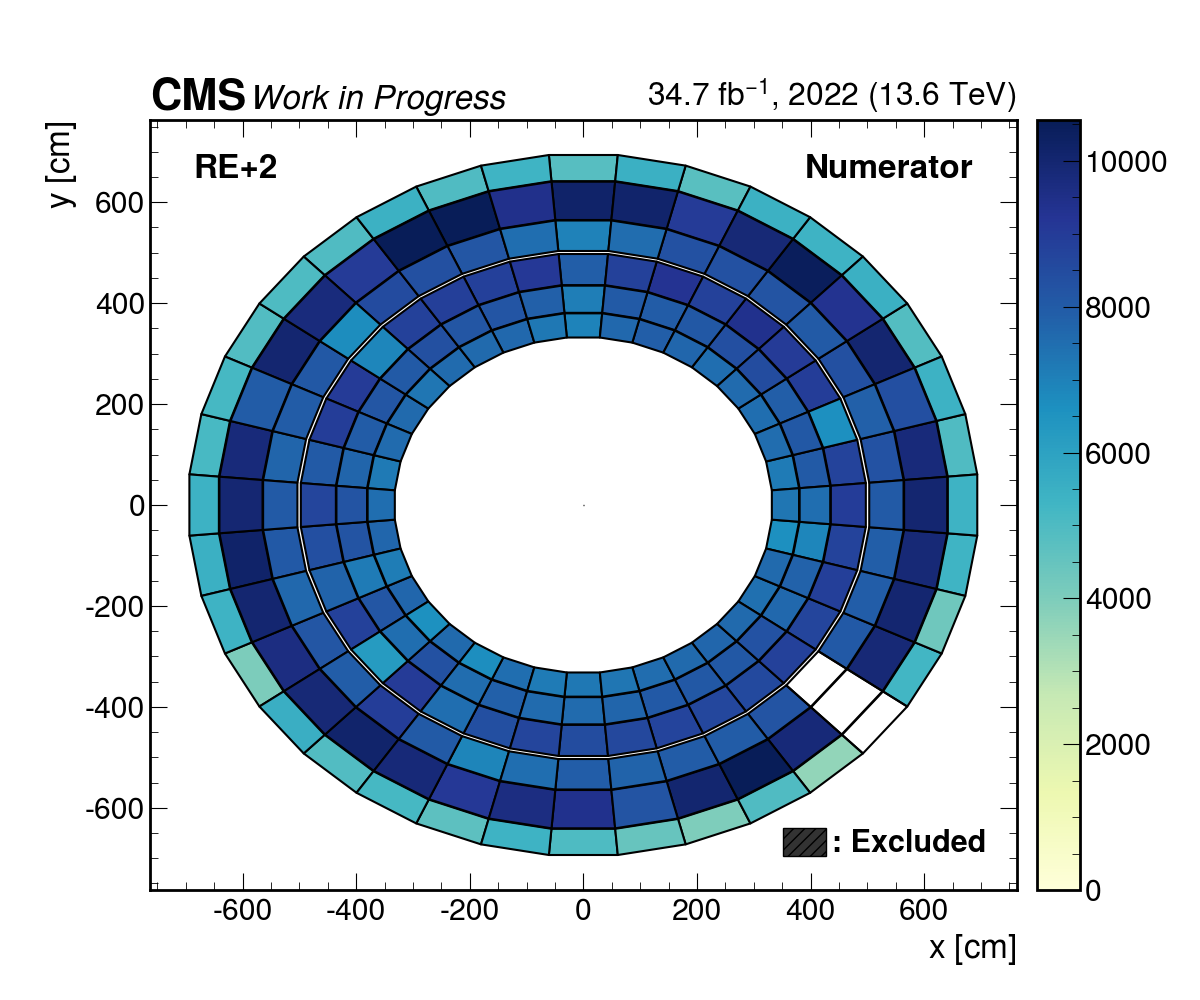 CMS Work in Progress 34.7 fb⁻¹, 2022 (13.6 TeV)
y [cm]
RE+2 Numerator
600
400
200
0
-200
-400
-600
-600 -400 -200 0 200 400 600
x [cm]
: Excluded
10000
8000
6000
4000
2000
0